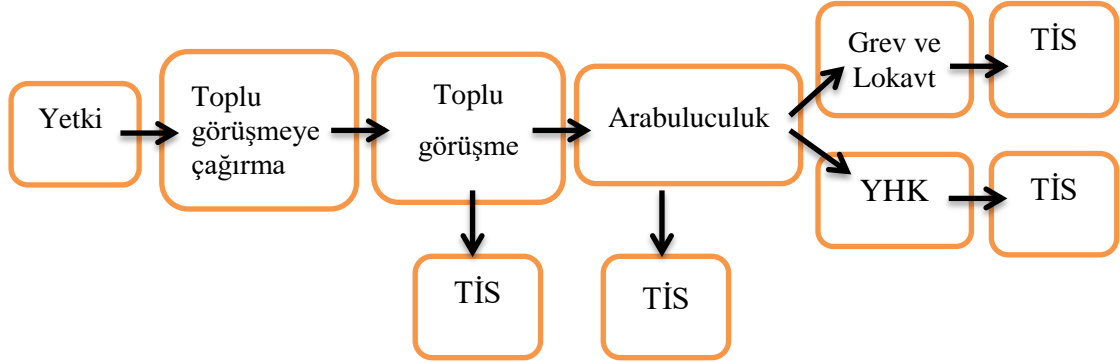 Yetki
Toplu
görüşmeye
çağırma
Toplu
görüşme
Arabuluculuk
Grev ve
Lokavt
TİS
YHK
TİS
TİS
TİS